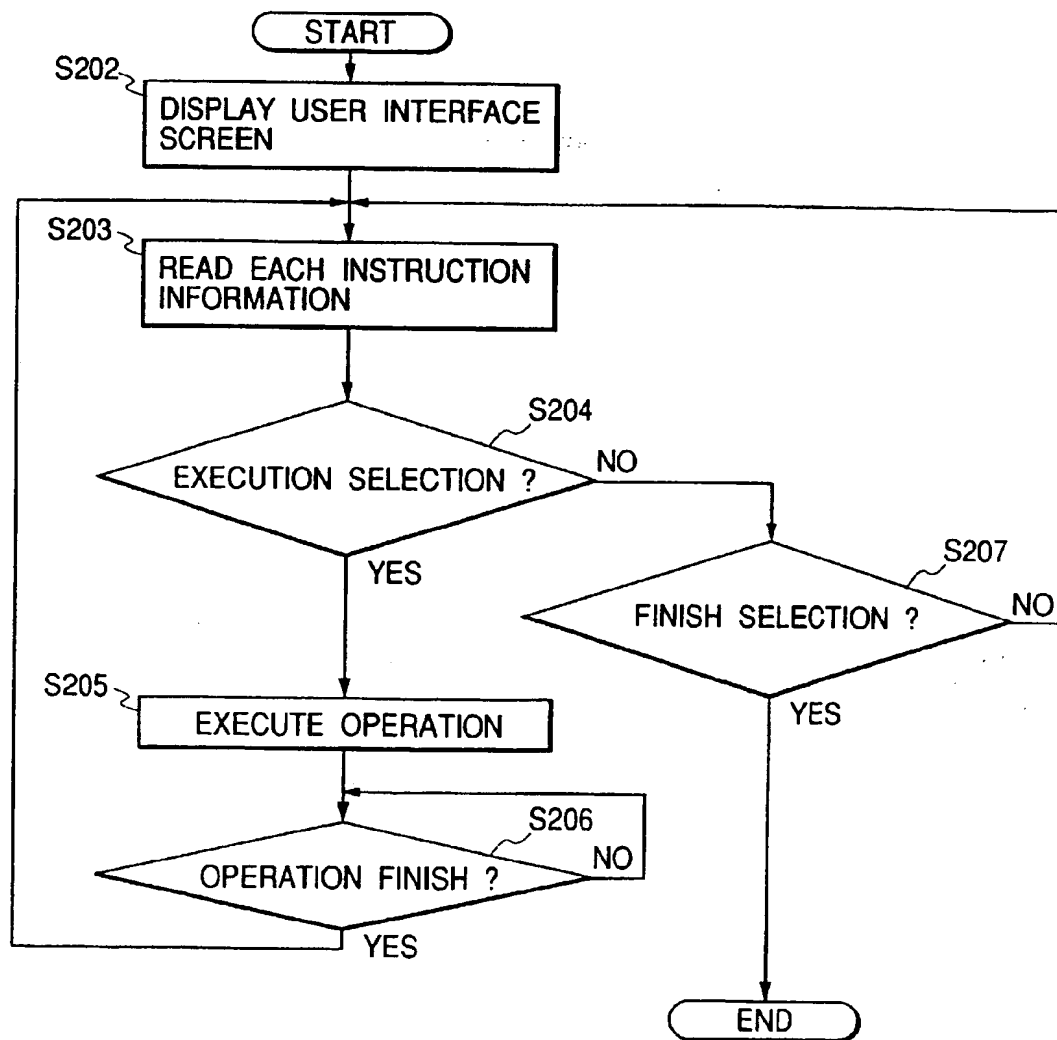 START
S202
DISPLAY USER INTERFACE
SCREEN
S203
READ EACH INSTRUCTION
INFORMATION
S204
EXECUTION SELECTION ?
NO
YES
S207
FINISH SELECTION ?
NO
YES
S205
EXECUTE OPERATION
S206
OPERATION FINISH ?
NO
YES
END